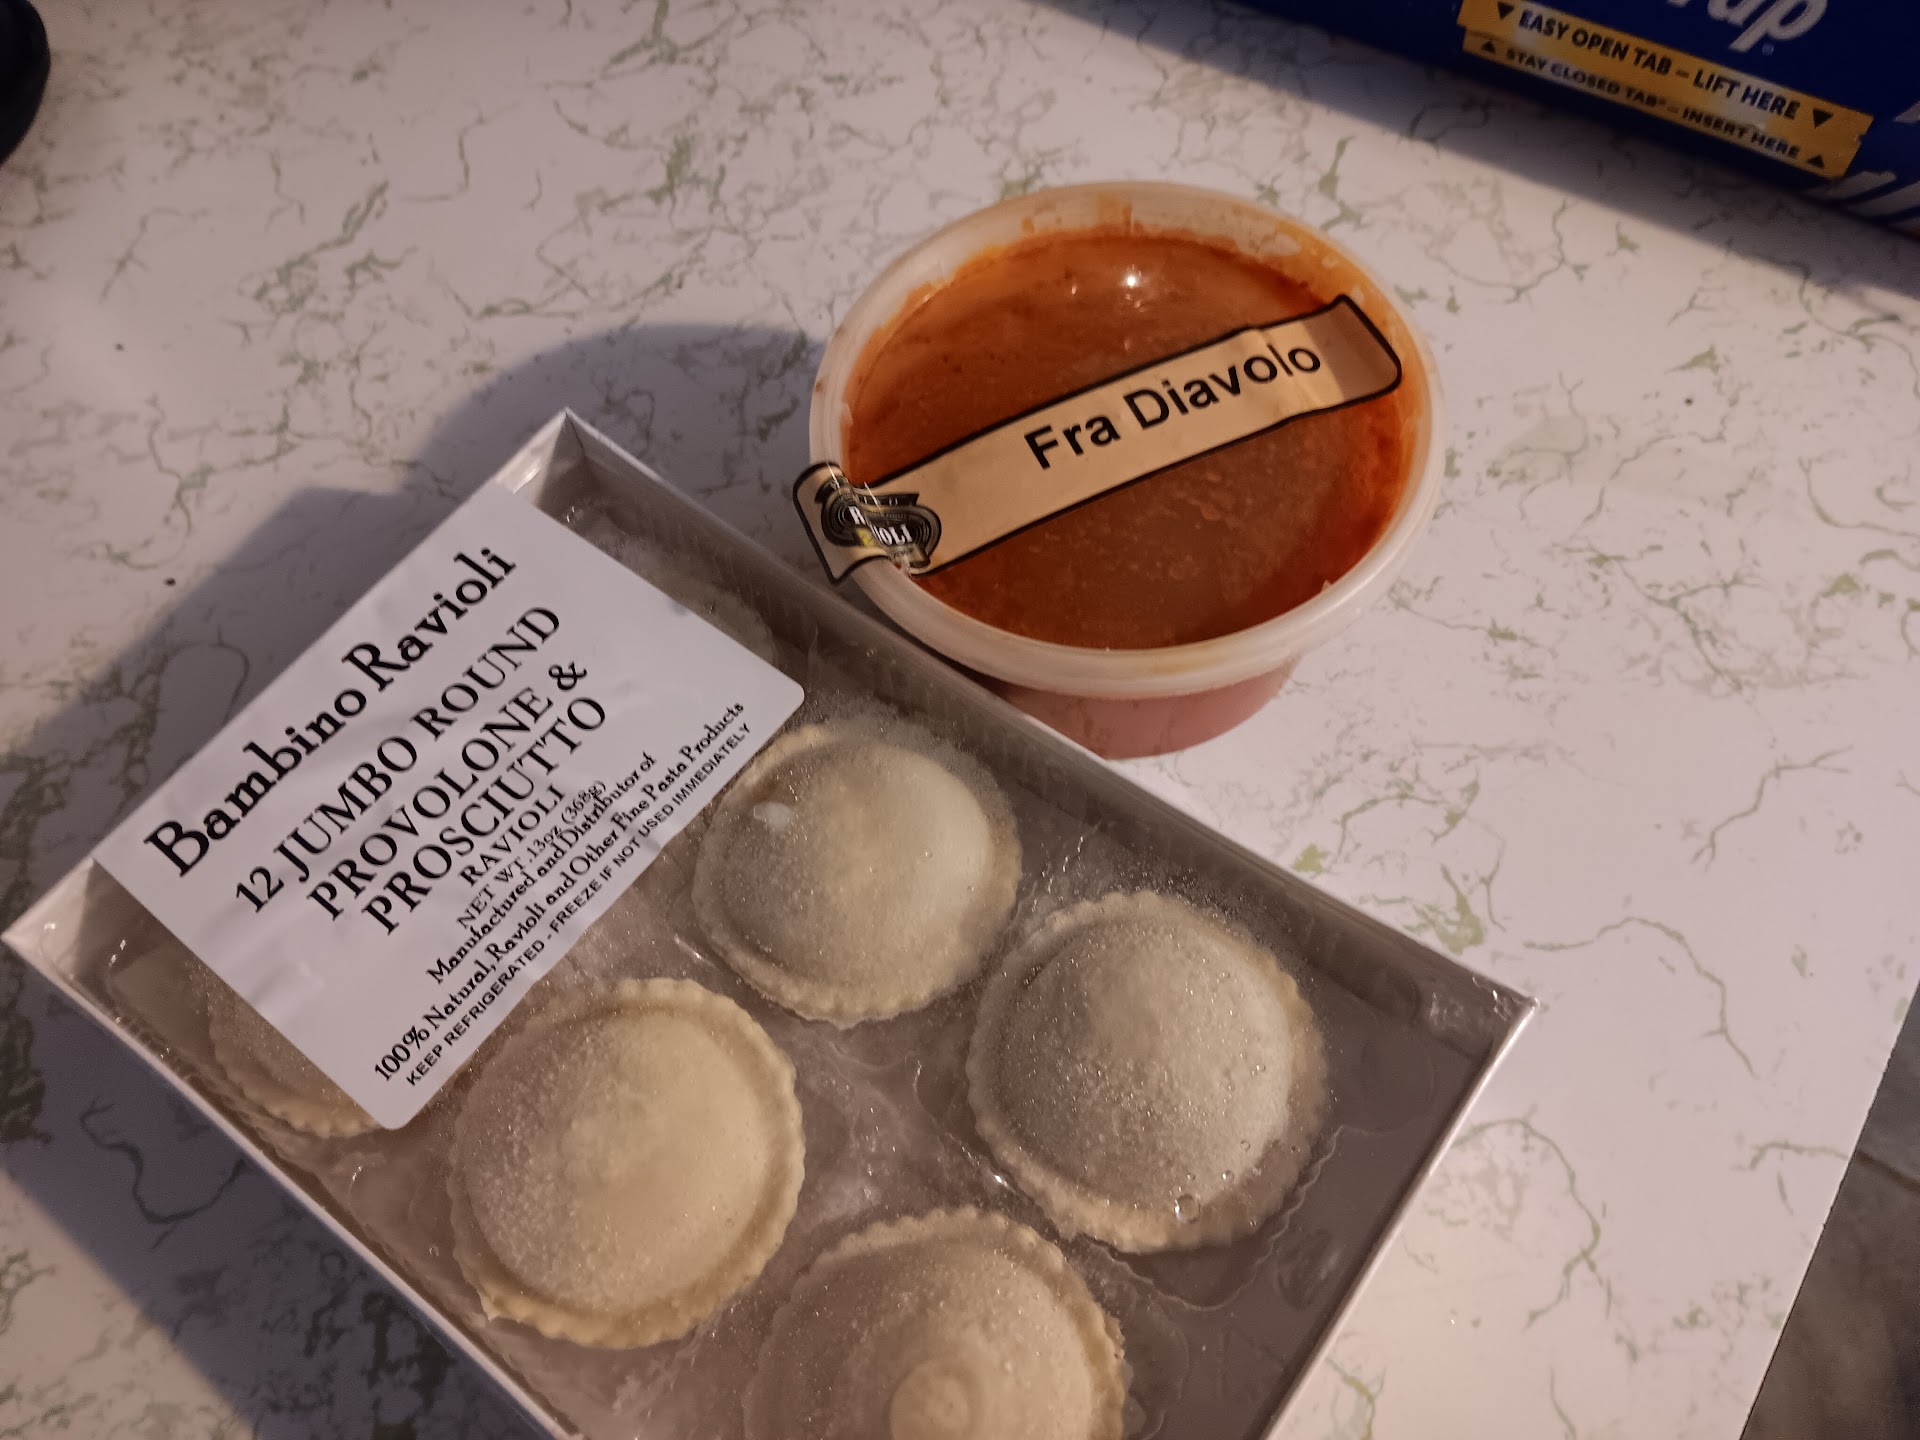 EASY OPEN TAB – LIFT HERE
STAY CLOSED TAB® – INSERT HERE
Fra Diavolo
Bambino Ravioli
12 JUMBO ROUND
PROVOLONE &
PROSCIUTTO
RAVIOLI
NET WT. 13oz (368g)
Manufactured and Distributor of
100% Natural, Ravioli and Other Fine Pasta Products
KEEP REFRIGERATED - FREEZE IF NOT USED IMMEDIATELY